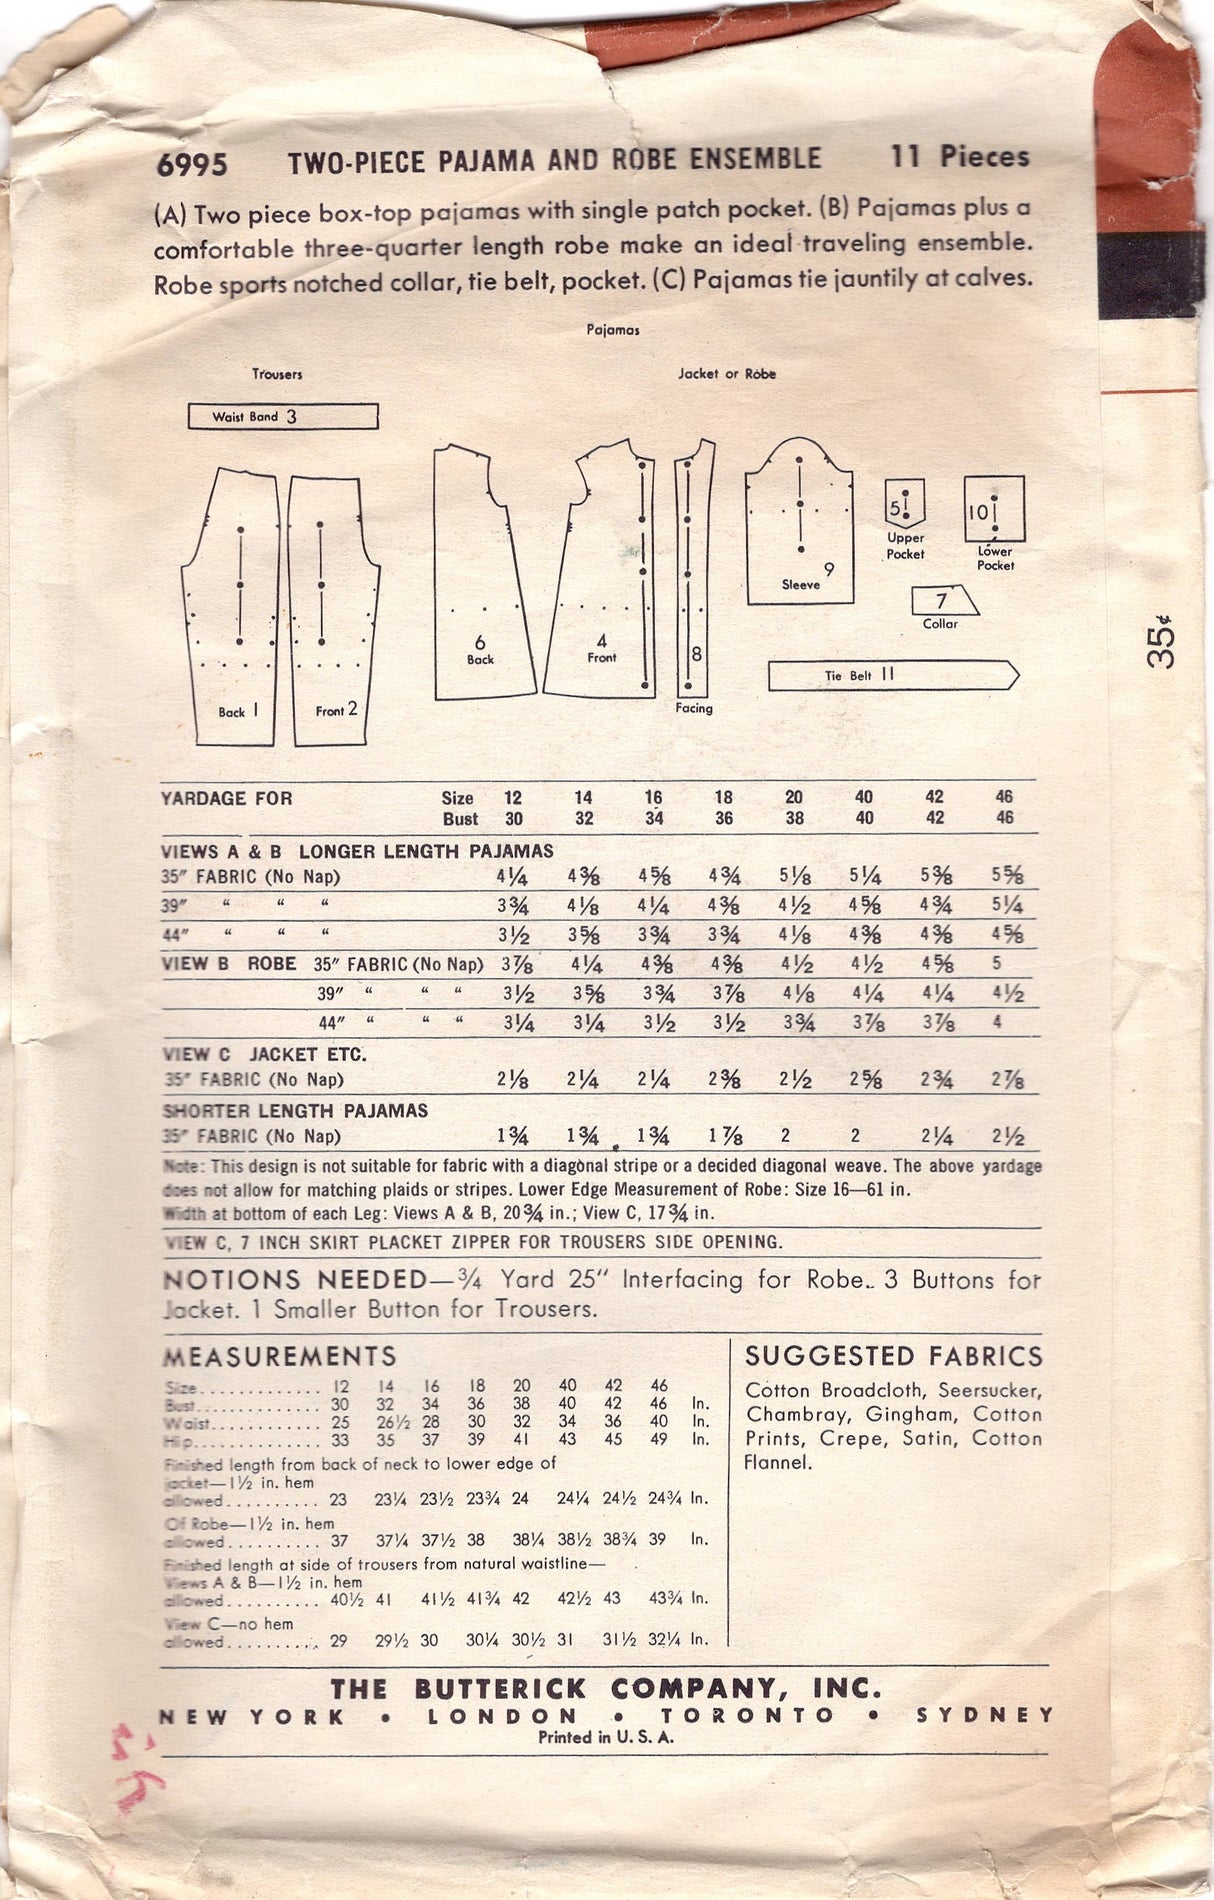 6995 TWO-PIECE PAJAMA AND ROBE ENSEMBLE 11 Pieces
(A) Two piece box-top pajamas with single patch pocket. (B) Pajamas plus a
comfortable three-quarter length robe make an ideal traveling ensemble.
Robe sports notched collar, tie belt, pocket. (C) Pajamas tie jauntily at calves.
Pajamas
Trousers
Jacket or Robe
Waist Band 3
Back 1
Front 2
6
Back
4
Front
8
Facing
Sleeve 9
5
Upper
Pocket
10
Lower
Pocket
7
Collar
Tie Belt 11
35¢
YARDAGE FOR Size 12 14 16 18 20 40 42 46
Bust 30 32 34 36 38 40 42 46
VIEWS A & B LONGER LENGTH PAJAMAS
35" FABRIC (No Nap) 4¼ 4⅜ 4⅝ 4¾ 5⅛ 5¼ 5⅜ 5⅝
39" " " " 3¾ 4⅛ 4¼ 4⅜ 4½ 4⅝ 4¾ 5¼
44" " " " 3½ 3⅝ 3¾ 3¾ 4⅛ 4⅜ 4⅜ 4⅝
VIEW B ROBE 35" FABRIC (No Nap) 3⅞ 4¼ 4⅜ 4⅜ 4½ 4½ 4⅝ 5
39" " " " 3½ 3⅝ 3¾ 3⅞ 4⅛ 4¼ 4¼ 4½
44" " " " 3¼ 3¼ 3½ 3½ 3¾ 3⅞ 3⅞ 4
VIEW C JACKET ETC.
35" FABRIC (No Nap) 2⅛ 2¼ 2¼ 2⅜ 2½ 2⅝ 2¾ 2⅞
SHORTER LENGTH PAJAMAS
35" FABRIC (No Nap) 1¾ 1¾ 1¾ 1⅞ 2 2 2¼ 2½
Note: This design is not suitable for fabric with a diagonal stripe or a decided diagonal weave. The above yardage
does not allow for matching plaids or stripes. Lower Edge Measurement of Robe: Size 16—61 in.
Width at bottom of each Leg: Views A & B, 20¾ in.; View C, 17¾ in.
VIEW C, 7 INCH SKIRT PLACKET ZIPPER FOR TROUSERS SIDE OPENING.
NOTIONS NEEDED—¾ Yard 25" Interfacing for Robe.. 3 Buttons for
Jacket. 1 Smaller Button for Trousers.
MEASUREMENTS
Size............. 12 14 16 18 20 40 42 46
Bust............. 30 32 34 36 38 40 42 46 In.
Waist............ 25 26½ 28 30 32 34 36 40 In.
Hip.............. 33 35 37 39 41 43 45 49 In.
Finished length from back of neck to lower edge of
jacket—1½ in. hem
allowed.......... 23 23¼ 23½ 23¾ 24 24¼ 24½ 24¾ In.
Of Robe—1½ in. hem
allowed.......... 37 37¼ 37½ 38 38¼ 38½ 38¾ 39 In.
Finished length at side of trousers from natural waistline—
Views A & B—1½ in. hem
allowed.......... 40½ 41 41½ 41¾ 42 42½ 43 43¾ In.
View C—no hem
allowed.......... 29 29½ 30 30¼ 30½ 31 31½ 32¼ In.
SUGGESTED FABRICS
Cotton Broadcloth, Seersucker,
Chambray, Gingham, Cotton
Prints, Crepe, Satin, Cotton
Flannel.
THE BUTTERICK COMPANY, INC.
NEW YORK • LONDON • TORONTO • SYDNEY
Printed in U. S. A.